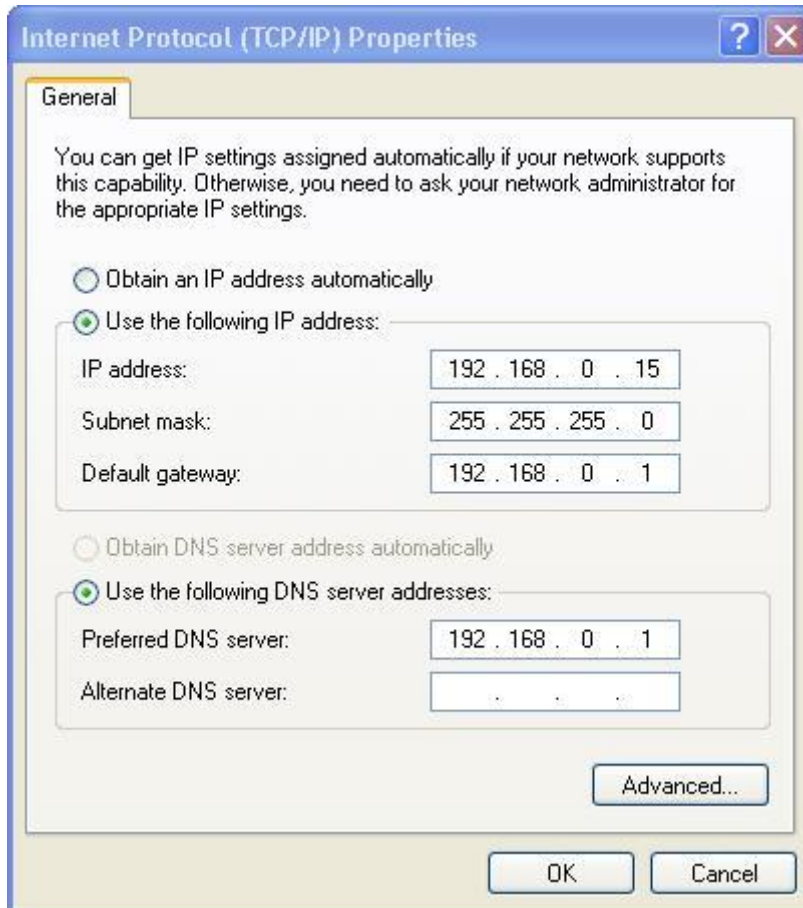 Internet Protocol (TCP/IP) Properties
General
You can get IP settings assigned automatically if your network supports
this capability. Otherwise, you need to ask your network administrator for
the appropriate IP settings.
Obtain an IP address automatically
Use the following IP address:
IP address: 192 . 168 . 0 . 15
Subnet mask: 255 . 255 . 255 . 0
Default gateway: 192 . 168 . 0 . 1
Obtain DNS server address automatically
Use the following DNS server addresses:
Preferred DNS server: 192 . 168 . 0 . 1
Alternate DNS server: . . .
Advanced...
OK Cancel